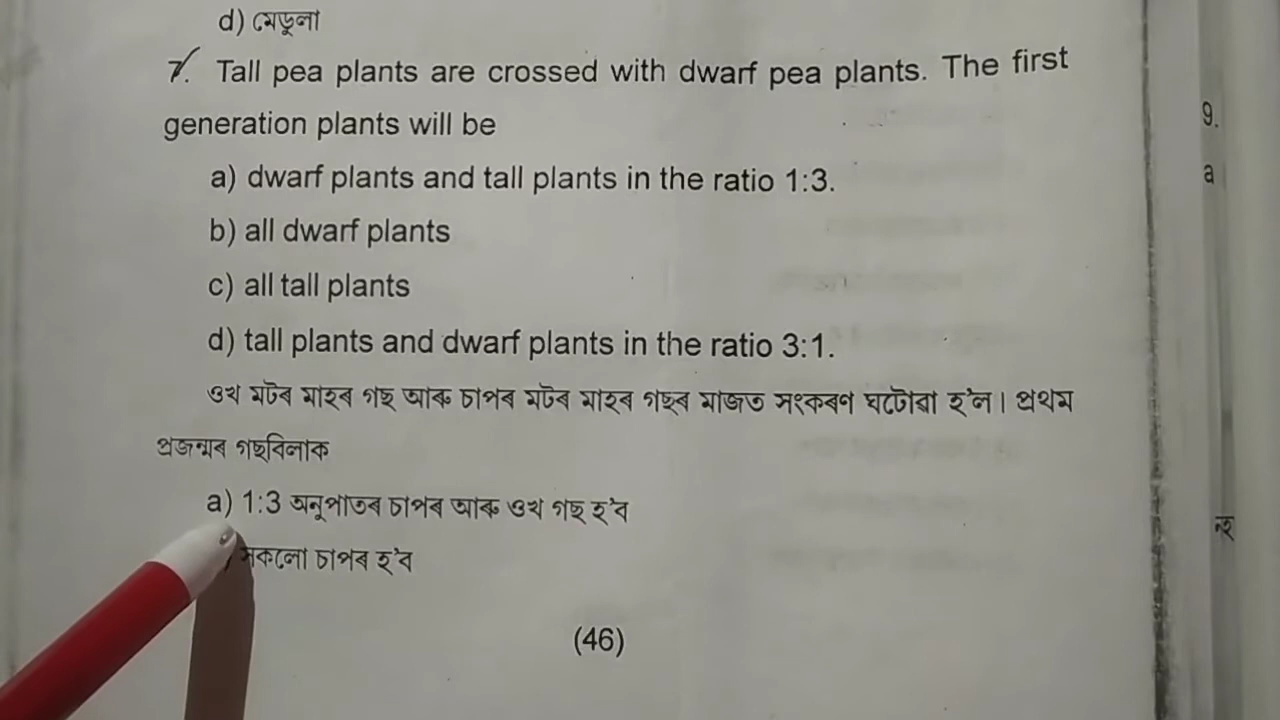 d) মেডুলা
7. Tall pea plants are crossed with dwarf pea plants. The first
generation plants will be
a) dwarf plants and tall plants in the ratio 1:3.
b) all dwarf plants
c) all tall plants
d) tall plants and dwarf plants in the ratio 3:1.
ওখ মটৰ মাহৰ গছ আৰু চাপৰ মটৰ মাহৰ গছৰ মাজত সংকৰণ ঘটোৱা হ'ল। প্ৰথম
প্ৰজন্মৰ গছবিলাক
a) 1:3 অনুপাতৰ চাপৰ আৰু ওখ গছ হ'ব
সকলো চাপৰ হ'ব
(46)
9.
a